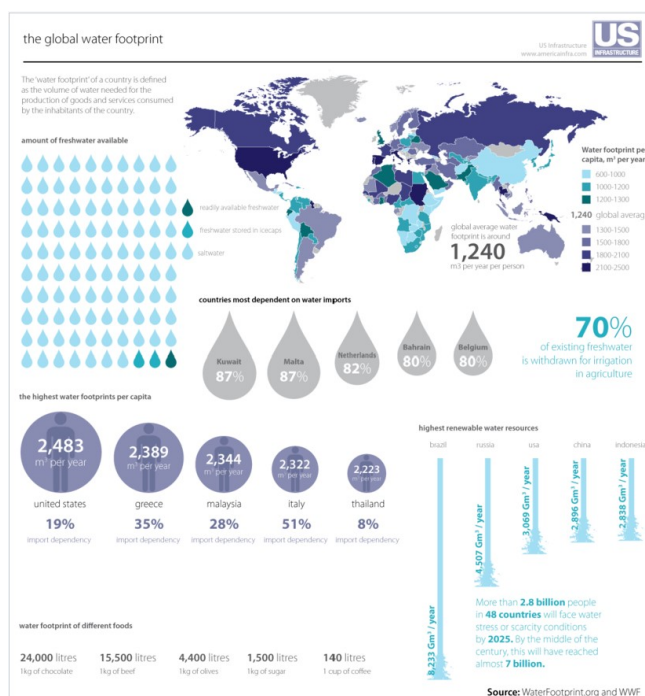 the global water footprint
US Infrastructure
www.americainfra.com
US
INFRASTRUCTURE
The 'water footprint' of a country is defined
as the volume of water needed for the
production of goods and services consumed
by the inhabitants of the country.
amount of freshwater available
readily available freshwater
freshwater stored in icecaps
saltwater
Water footprint per
capita, m³ per year
600-1000
1000-1200
1200-1300
1,240 global averag
1300-1500
1500-1800
1800-2100
2100-2500
global average water
footprint is around
1,240
m3 per year per person
countries most dependent on water imports
Kuwait
87%
Malta
87%
Netherlands
82%
Bahrain
80%
Belgium
80%
70%
of existing freshwater
is withdrawn for irrigation
in agriculture
the highest water footprints per capita
2,483
m³ per year
united states
19%
import dependency
2,389
m³ per year
greece
35%
import dependency
2,344
m³ per year
malaysia
28%
import dependency
2,322
m³ per year
italy
51%
import dependency
2,223
m³ per year
thailand
8%
import dependency
highest renewable water resources
brazil
8,233 Gm³ / year
russia
4,507 Gm³ / year
usa
3,069 Gm³ / year
china
2,896 Gm³ / year
indonesia
2,838 Gm³ / year
More than 2.8 billion people
in 48 countries will face water
stress or scarcity conditions
by 2025. By the middle of the
century, this will have reached
almost 7 billion.
water footprint of different foods
24,000 litres
1kg of chocolate
15,500 litres
1kg of beef
4,400 litres
1kg of olives
1,500 litres
1kg of sugar
140 litres
1 cup of coffee
Source: WaterFootprint.org and WWF